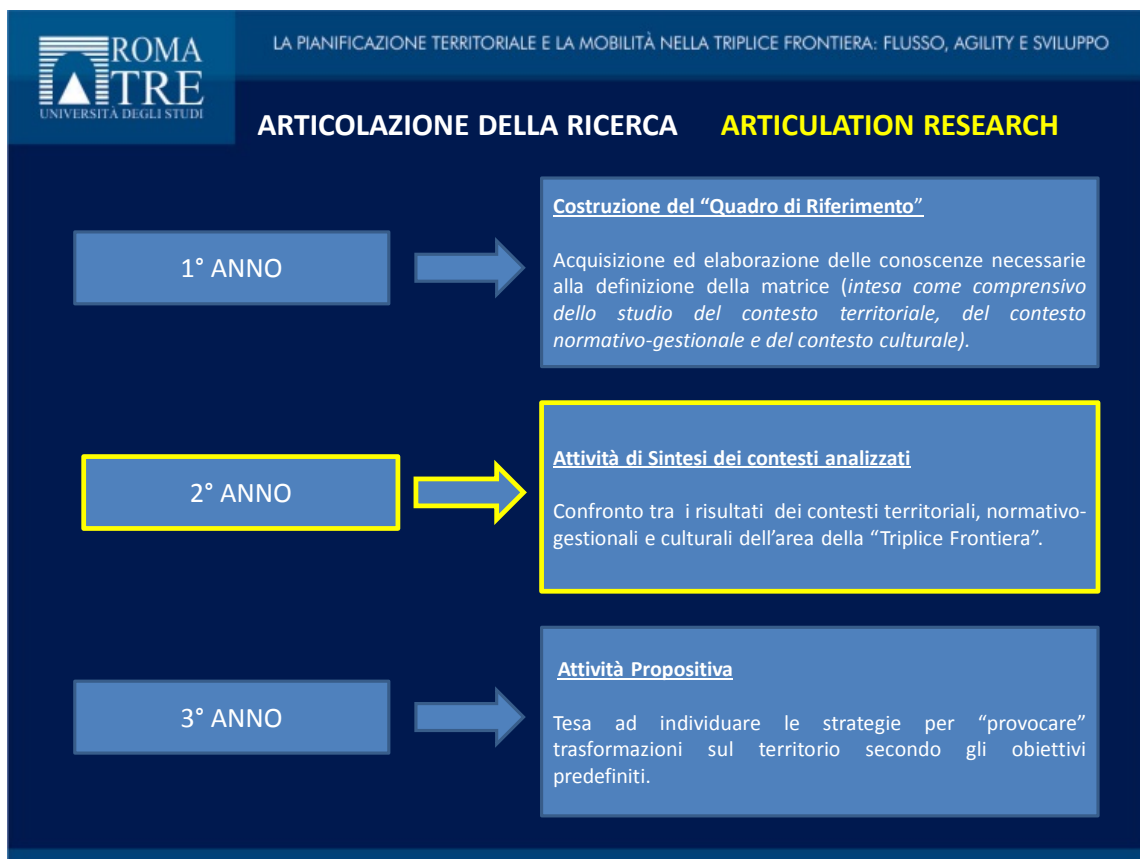 ROMA
TRE
UNIVERSITÀ DEGLI STUDI
LA PIANIFICAZIONE TERRITORIALE E LA MOBILITÀ NELLA TRIPLICE FRONTIERA: FLUSSO, AGILITY E SVILUPPO
ARTICOLAZIONE DELLA RICERCA ARTICULATION RESEARCH
1° ANNO
Costruzione del “Quadro di Riferimento”
Acquisizione ed elaborazione delle conoscenze necessarie
alla definizione della matrice (intesa come comprensivo
dello studio del contesto territoriale, del contesto
normativo-gestionale e del contesto culturale).
2° ANNO
Attività di Sintesi dei contesti analizzati
Confronto tra i risultati dei contesti territoriali, normativo-
gestionali e culturali dell’area della “Triplice Frontiera”.
3° ANNO
Attività Propositiva
Tesa ad individuare le strategie per “provocare”
trasformazioni sul territorio secondo gli obiettivi
predefiniti.